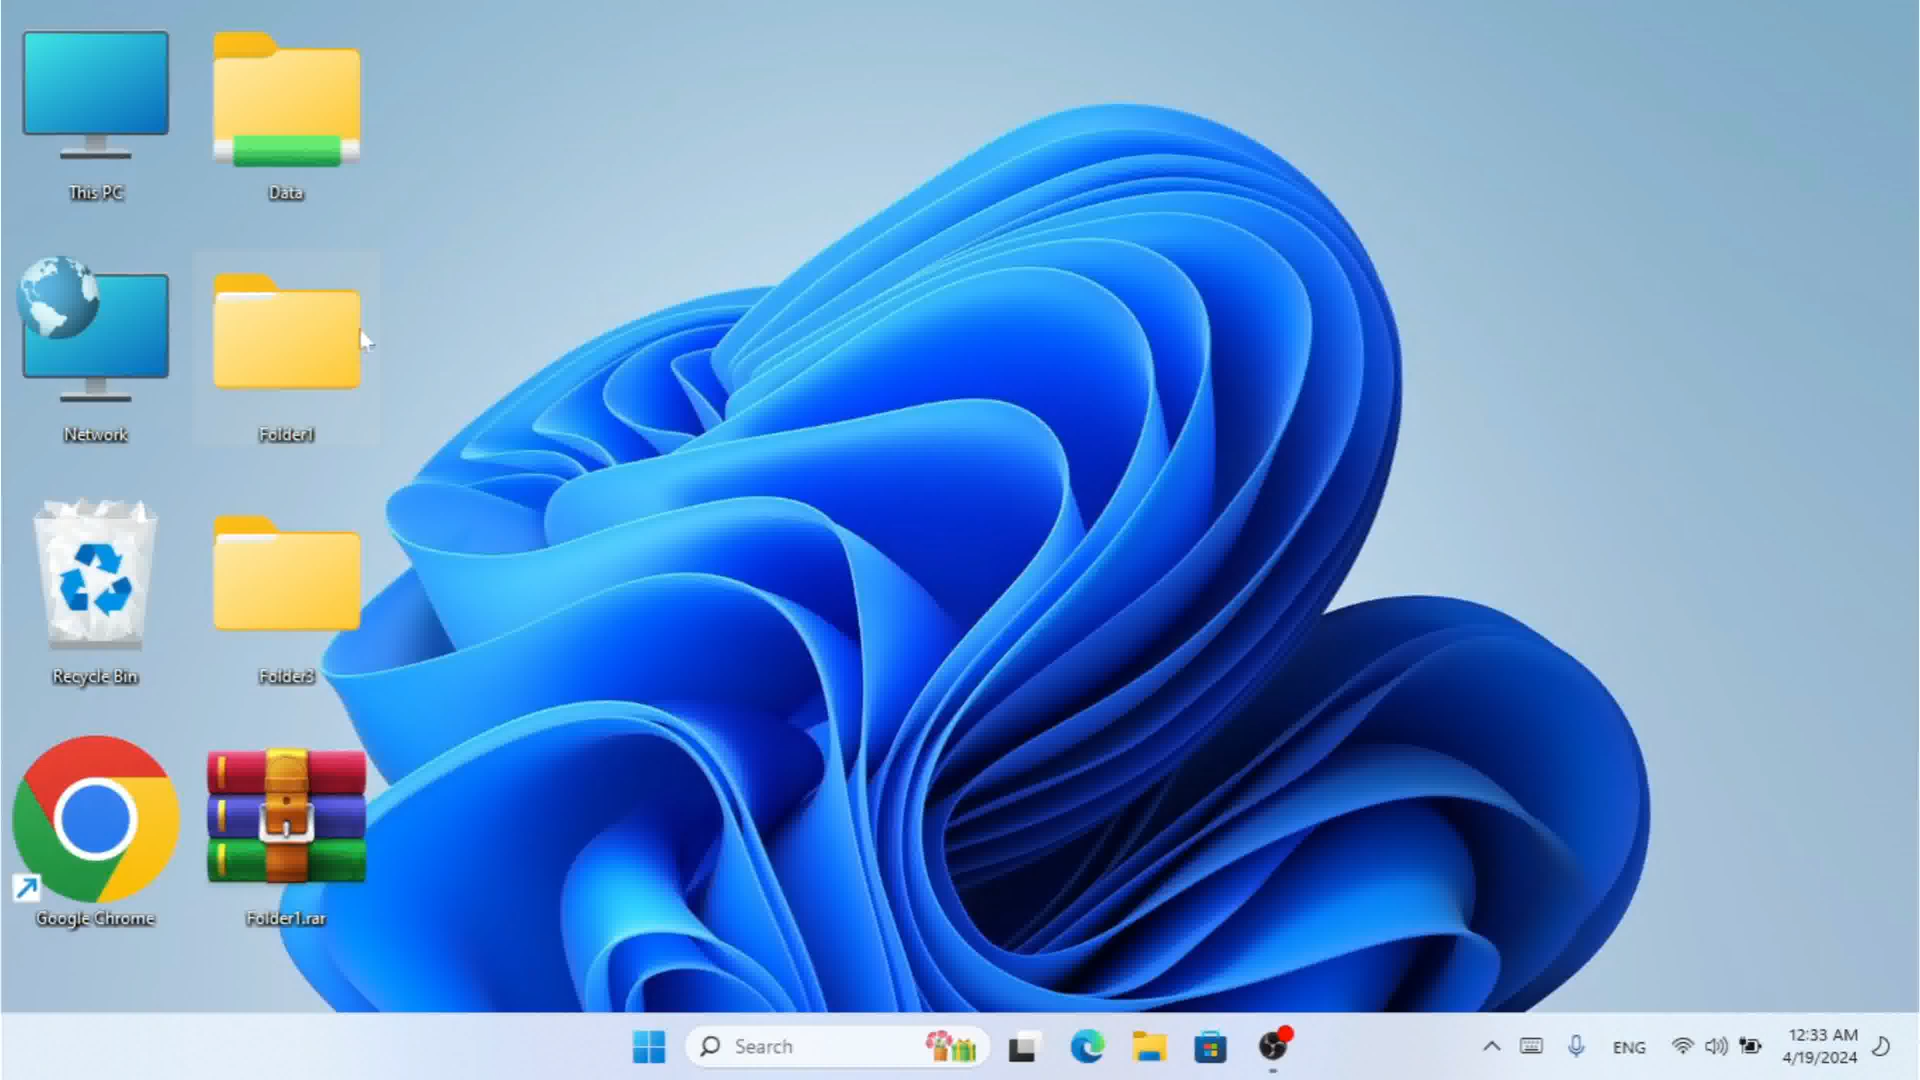 This PC
Data
Network
Folder1
Recycle Bin
Folder3
Google Chrome
Folder1.rar
Search
ENG
12:33 AM
4/19/2024